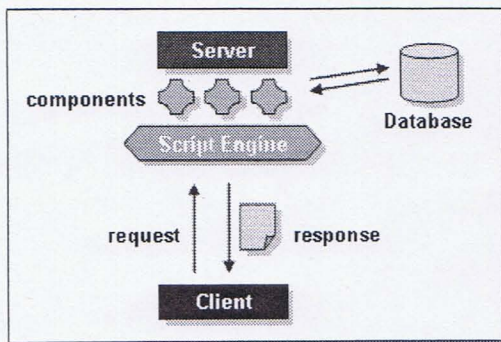 Server
components
Database
Script Engine
request
response
Client